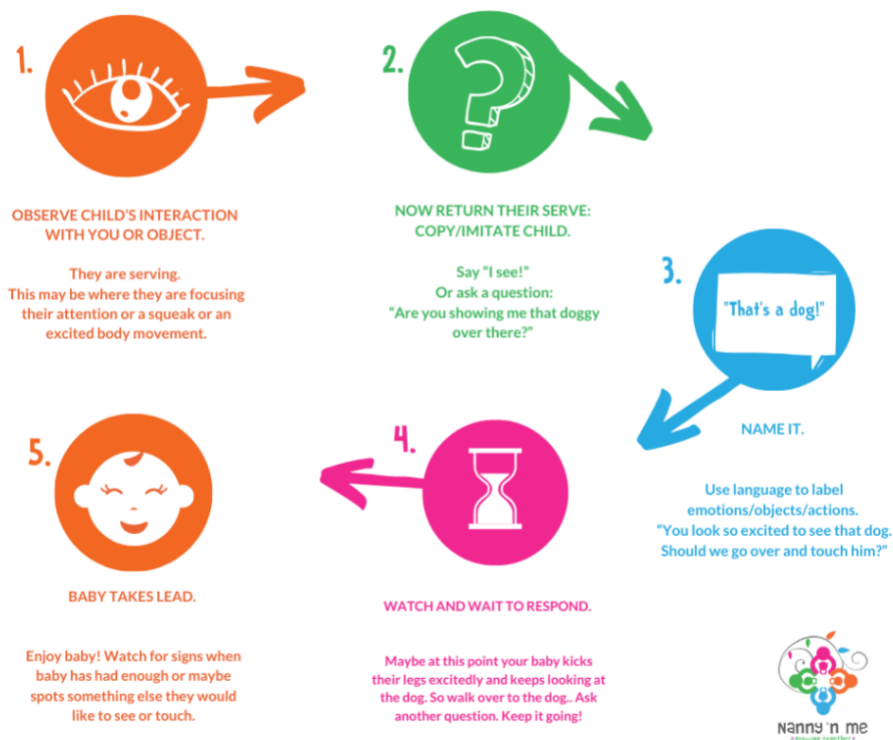 1.
OBSERVE CHILD'S INTERACTION
WITH YOU OR OBJECT.
They are serving.
This may be where they are focusing
their attention or a squeak or an
excited body movement.
2.
NOW RETURN THEIR SERVE:
COPY/IMITATE CHILD.
Say "I see!"
Or ask a question:
"Are you showing me that doggy
over there?"
3.
"That's a dog!"
NAME IT.
Use language to label
emotions/objects/actions.
"You look so excited to see that dog.
Should we go over and touch him?"
4.
WATCH AND WAIT TO RESPOND.
Maybe at this point your baby kicks
their legs excitedly and keeps looking at
the dog. So walk over to the dog.. Ask
another question. Keep it going!
5.
BABY TAKES LEAD.
Enjoy baby! Watch for signs when
baby has had enough or maybe
spots something else they would
like to see or touch.
Nanny 'n me